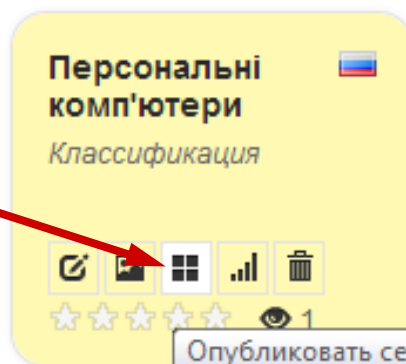 Персональні
комп'ютери
Классификация
1
Опубликовать се